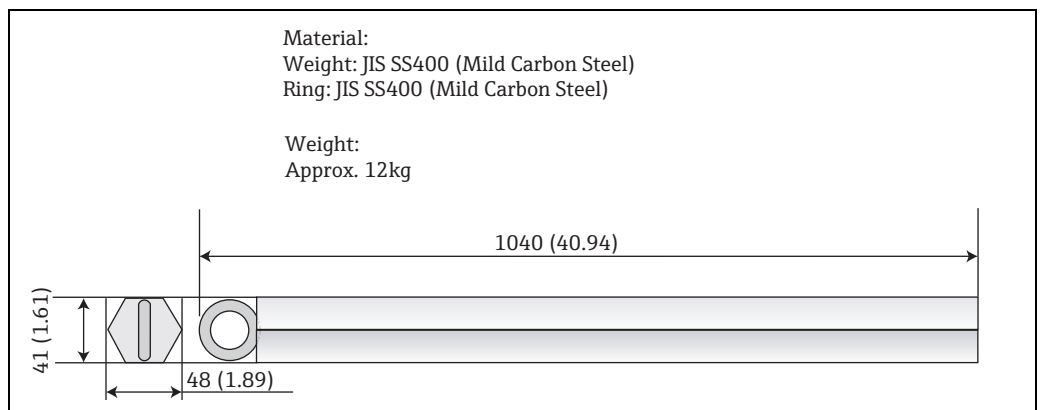 Material:
Weight: JIS SS400 (Mild Carbon Steel)
Ring: JIS SS400 (Mild Carbon Steel)
Weight:
Approx. 12kg
1040 (40.94)
41 (1.61)
48 (1.89)